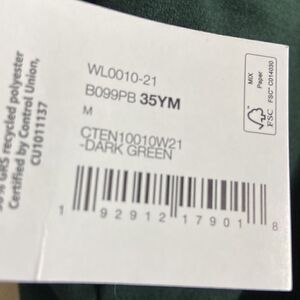 WL0010-21
B099PB 35YM
M
CTEN10010W21
-DARK GREEN
1 92912 17901 8
MIX
Paper
FSC® C014030
FSC
% GRS recycled polyester
Certified by Control Union,
CU1011137